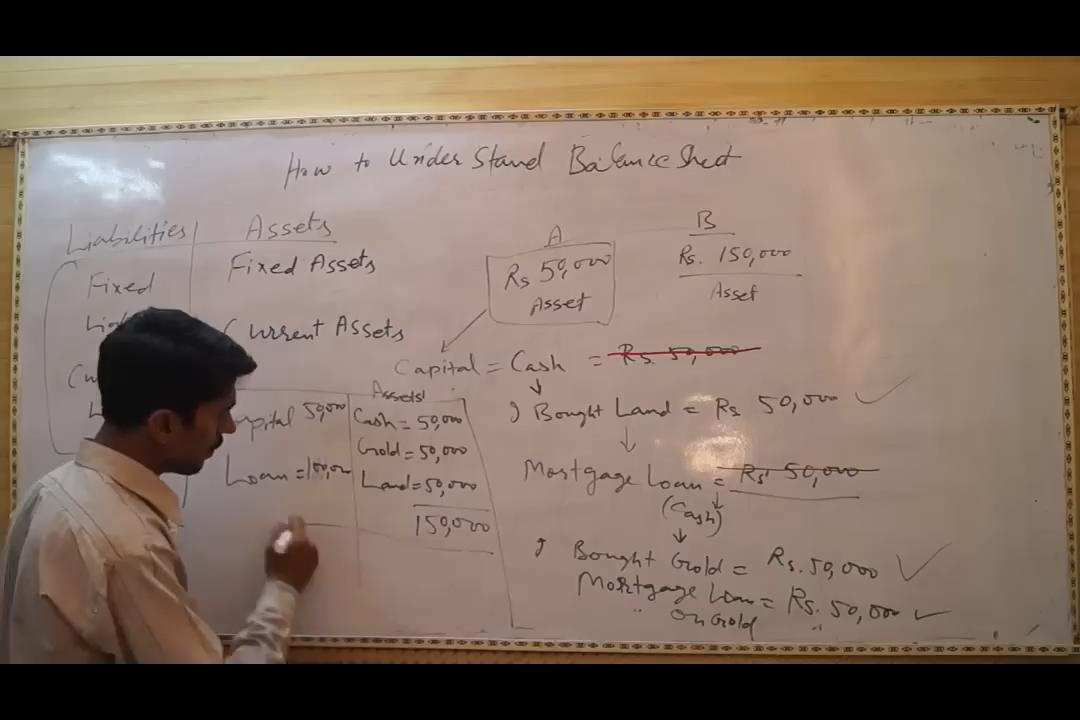 How to Understand Balance Sheet
Liabilities Assets
Fixed
Fixed Assets
Current Assets
A
Rs 50,000
Asset
B
Rs. 150,000
Asset
Capital = Cash = Rs. 50,000
Bought Land = Rs 50,000
Mortgage Loan = Rs. 50,000
(Cash)
Bought Gold = Rs. 50,000
Mortgage Loan = Rs. 50,000
on Gold
Assets
50,000 Cash = 50,000
Gold = 50,000
Loan = 100,000 Land = 50,000
150,000